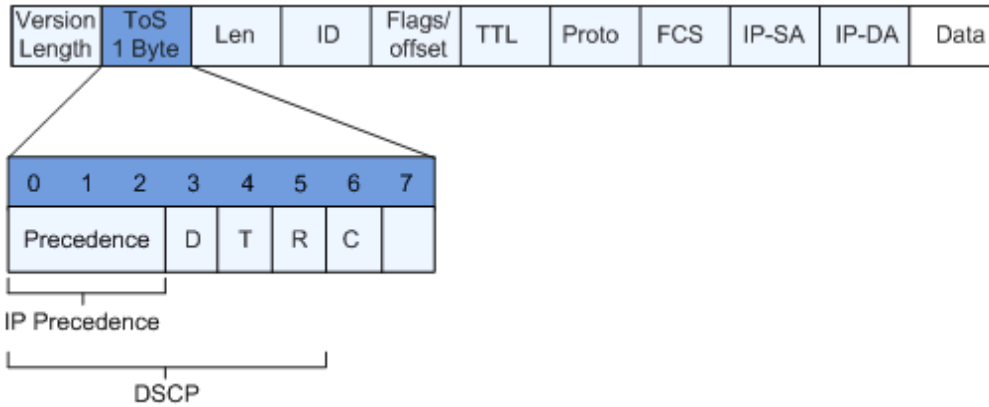 Version Length ToS 1 Byte Len ID Flags/ offset TTL Proto FCS IP-SA IP-DA Data
0 1 2 3 4 5 6 7
Precedence D T R C
IP Precedence
DSCP